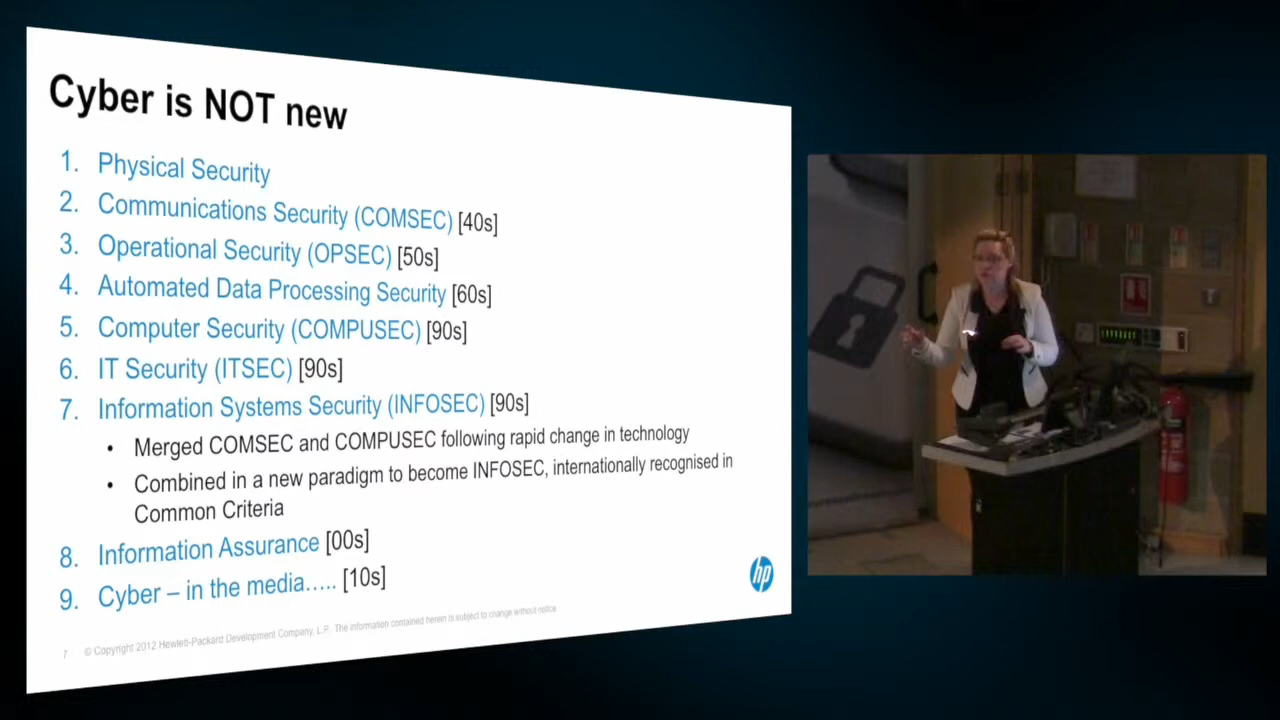 Cyber is NOT new
1. Physical Security
2. Communications Security (COMSEC) [40s]
3. Operational Security (OPSEC) [50s]
4. Automated Data Processing Security [60s]
5. Computer Security (COMPUSEC) [90s]
6. IT Security (ITSEC) [90s]
7. Information Systems Security (INFOSEC) [90s]
• Merged COMSEC and COMPUSEC following rapid change in technology
• Combined in a new paradigm to become INFOSEC, internationally recognised in
Common Criteria
8. Information Assurance [00s]
9. Cyber – in the media….. [10s]
hp
7 © Copyright 2012 Hewlett-Packard Development Company, L.P. The information contained herein is subject to change without notice